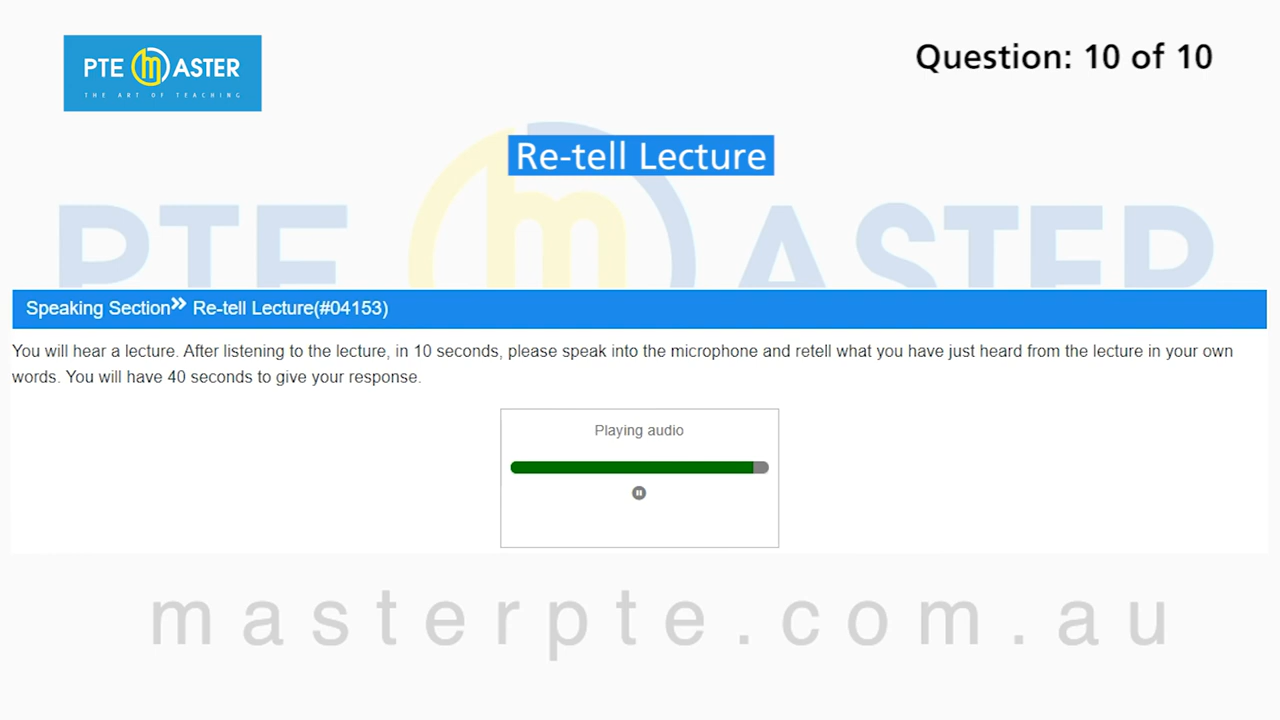 PTE MASTER
THE ART OF TEACHING
Question: 10 of 10
Re-tell Lecture
PTE MASTER
Speaking Section» Re-tell Lecture(#04153)
You will hear a lecture. After listening to the lecture, in 10 seconds, please speak into the microphone and retell what you have just heard from the lecture in your own
words. You will have 40 seconds to give your response.
Playing audio
masterpte.com.au